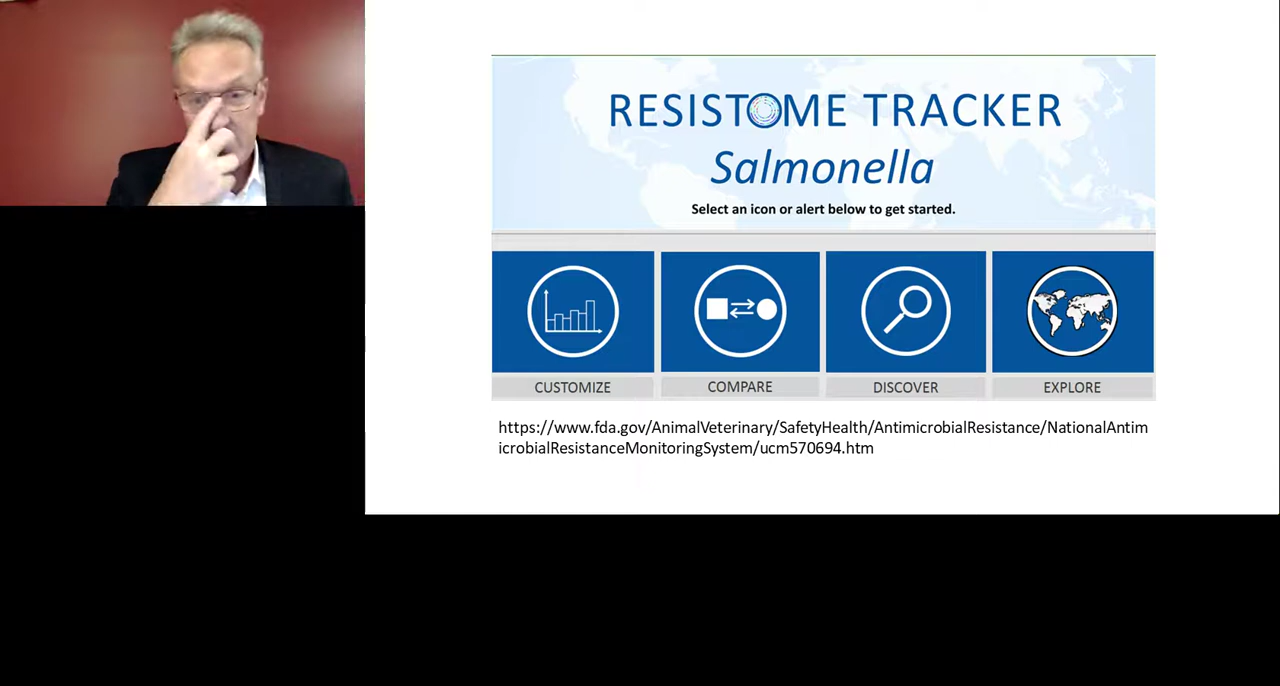 RESISTOME TRACKER
Salmonella
Select an icon or alert below to get started.
CUSTOMIZE
COMPARE
DISCOVER
EXPLORE
https://www.fda.gov/AnimalVeterinary/SafetyHealth/AntimicrobialResistance/NationalAntim
icrobialResistanceMonitoringSystem/ucm570694.htm